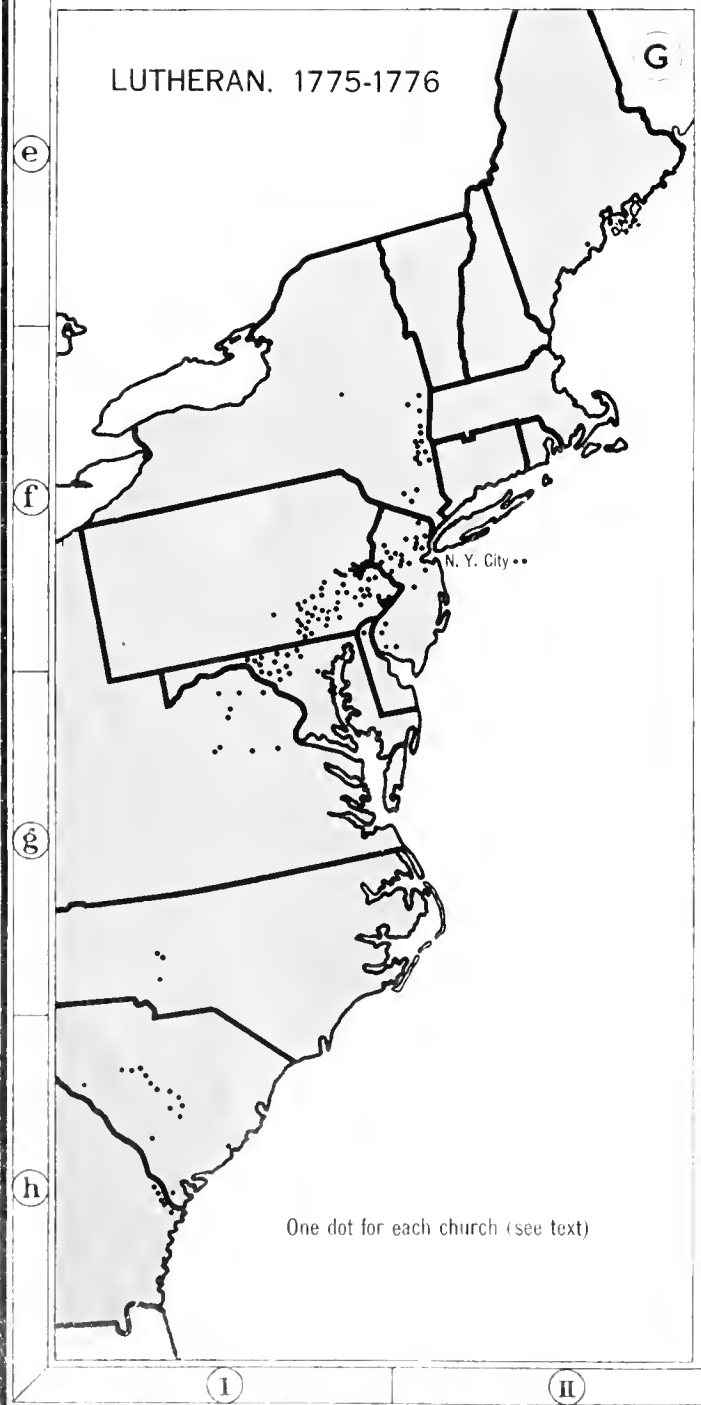 G
LUTHERAN. 1775-1776
e
f
N. Y. City
g
h
One dot for each church (see text)
I
II